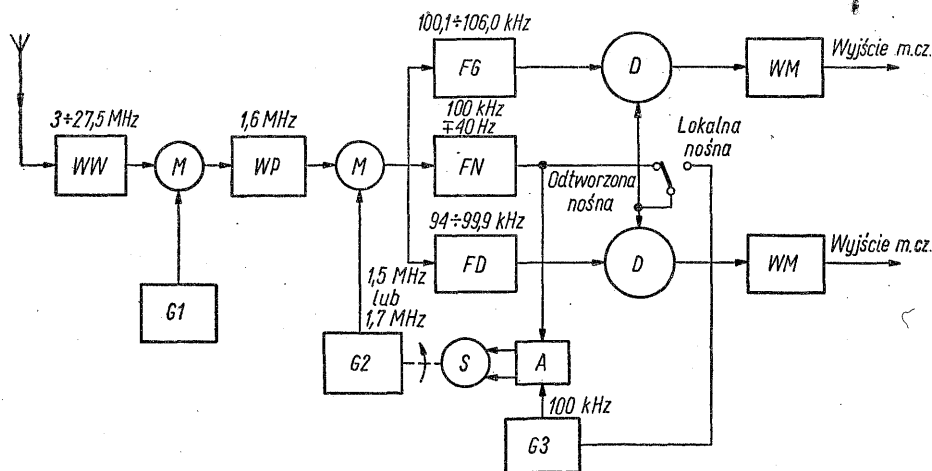 100,1÷106,0 kHz
FG
D
WM
Wyjście m.cz.
3÷27,5 MHz
WW
M
1,6 MHz
WP
M
100 kHz
∓40 Hz
FN
Lokalna
nośna
Odtworzona
nośna
94÷99,9 kHz
FD
D
WM
Wyjście m.cz.
G1
1,5 MHz
lub
1,7 MHz
G2
S
A
100 kHz
G3